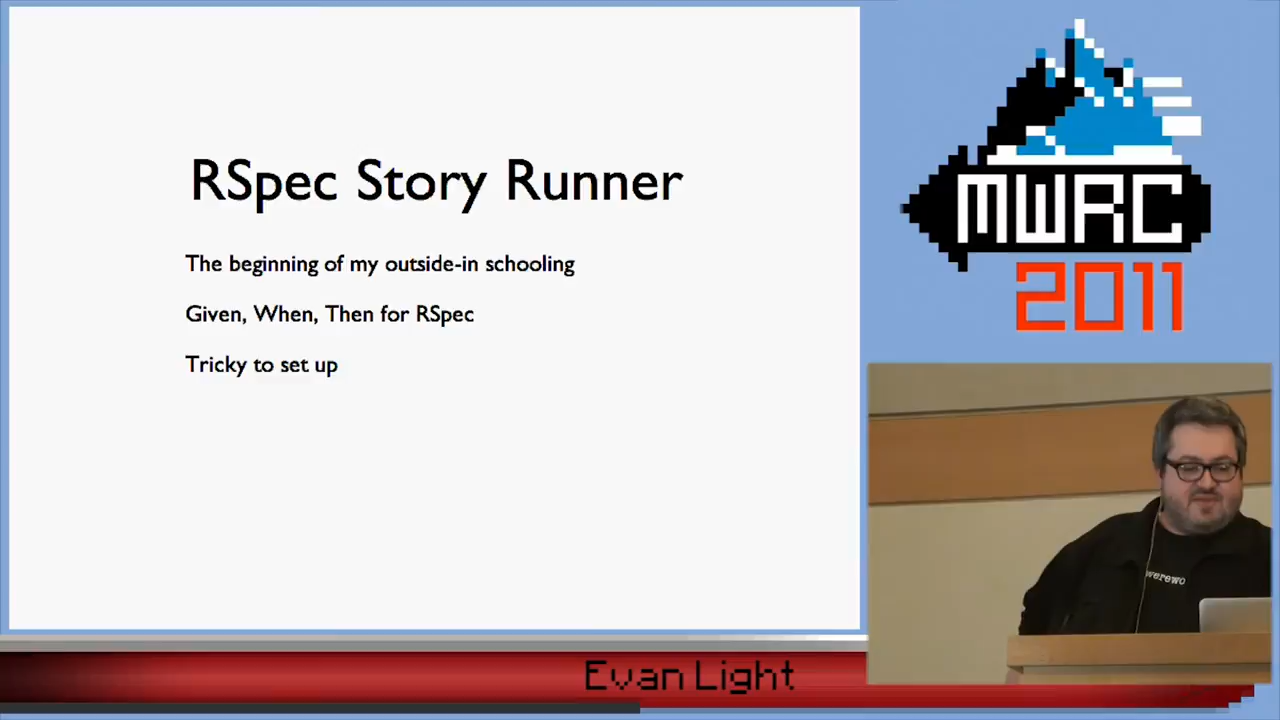 RSpec Story Runner
The beginning of my outside-in schooling
Given, When, Then for RSpec
Tricky to set up
MWRC
2011
werewo
Evan Light